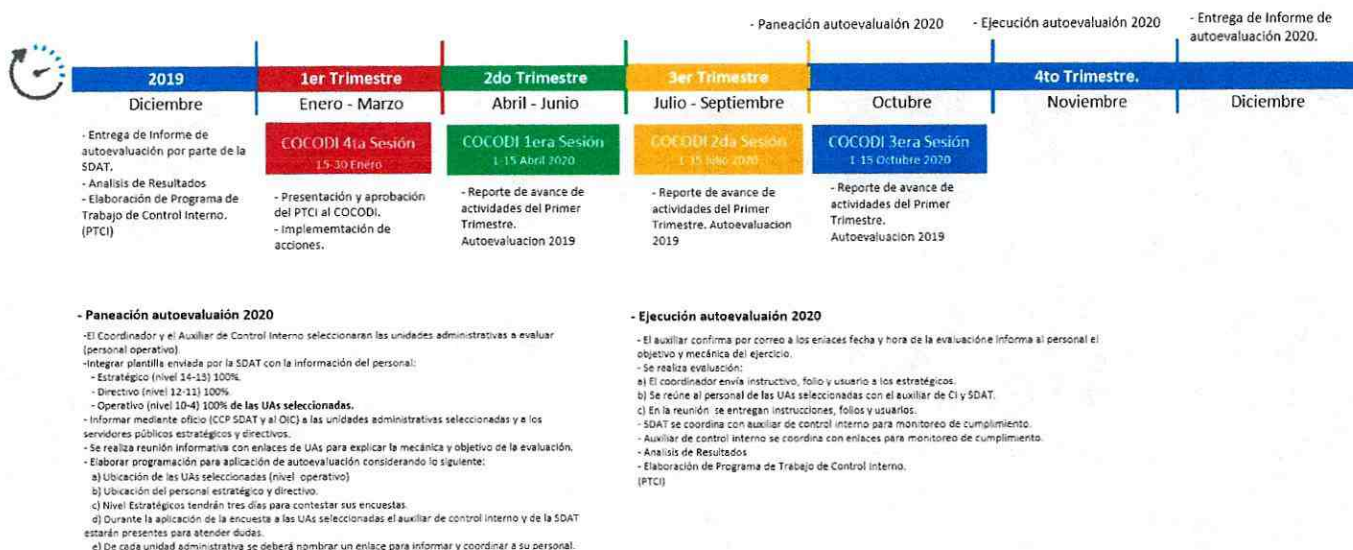 - Paneación autoevaluaión 2020
- Ejecución autoevaluaión 2020
- Entrega de Informe de
autoevaluación 2020.
2019
1er Trimestre
2do Trimestre
3er Trimestre
4to Trimestre.
Diciembre
Enero - Marzo
Abril - Junio
Julio - Septiembre
Octubre
Noviembre
Diciembre
- Entrega de Informe de
autoevaluación por parte de la
SDAT.
- Analisis de Resultados
- Elaboración de Programa de
Trabajo de Control Interno.
(PTCI)
COCODI 4ta Sesión
15-30 Enero
- Presentación y aprobación
del PTCI al COCODI.
- Implememtación de
acciones.
COCODI 1era Sesión
1-15 Abril 2020
- Reporte de avance de
actividades del Primer
Trimestre.
Autoevaluacion 2019
COCODI 2da Sesión
1-15 Julio 2020
- Reporte de avance de
actividades del Primer
Trimestre. Autoevaluacion
2019
COCODI 3era Sesión
1-15 Octubre 2020
- Reporte de avance de
actividades del Primer
Trimestre.
Autoevaluacion 2019
- Paneación autoevaluaión 2020
-El Coordinador y el Auxiliar de Control Interno seleccionaran las unidades administrativas a evaluar
(personal operativo)
-Integrar plantilla enviada por la SDAT con la información del personal:
- Estratégico (nivel 14-13) 100%.
- Directivo (nivel 12-11) 100%.
- Operativo (nivel 10-4) 100% de las UAs seleccionadas.
- Informar mediante oficio (CCP SDAT y al OIC) a las unidades administrativas seleccionadas y a los
servidores públicos estratégicos y directivos.
- Se realiza reunión informativa con enlaces de UAs para explicar la mecánica y objetivo de la evaluación.
- Elaborar programación para aplicación de autoevaluación considerando lo siguiente:
a) Ubicación de las UAs seleccionadas (nivel operativo)
b) Ubicación del personal estratégico y directivo.
c) Nivel Estratégicos tendrán tres días para contestar sus encuestas.
d) Durante la aplicación de la encuesta a las UAs seleccionadas el auxiliar de control interno y de la SDAT
estarán presentes para atender dudas.
e) De cada unidad administrativa se deberá nombrar un enlace para informar y coordinar a su personal.
- Ejecución autoevaluaión 2020
- El auxiliar confirma por correo a los enlaces fecha y hora de la evaluacióne informa al personal el
objetivo y mecánica del ejercicio.
- Se realiza evaluación:
a) El coordinador envía instructivo, folio y usuario a los estratégicos.
b) Se reúne al personal de las UAs seleccionadas con el auxiliar de CI y SDAT.
c) En la reunión se entregan instrucciones, folios y usuarios.
- SDAT se coordina con auxiliar de control interno para monitoreo de cumplimiento.
- Auxiliar de control interno se coordina con enlaces para monitoreo de cumplimiento.
- Analisis de Resultados
- Elaboración de Programa de Trabajo de Control Interno.
(PTCI)